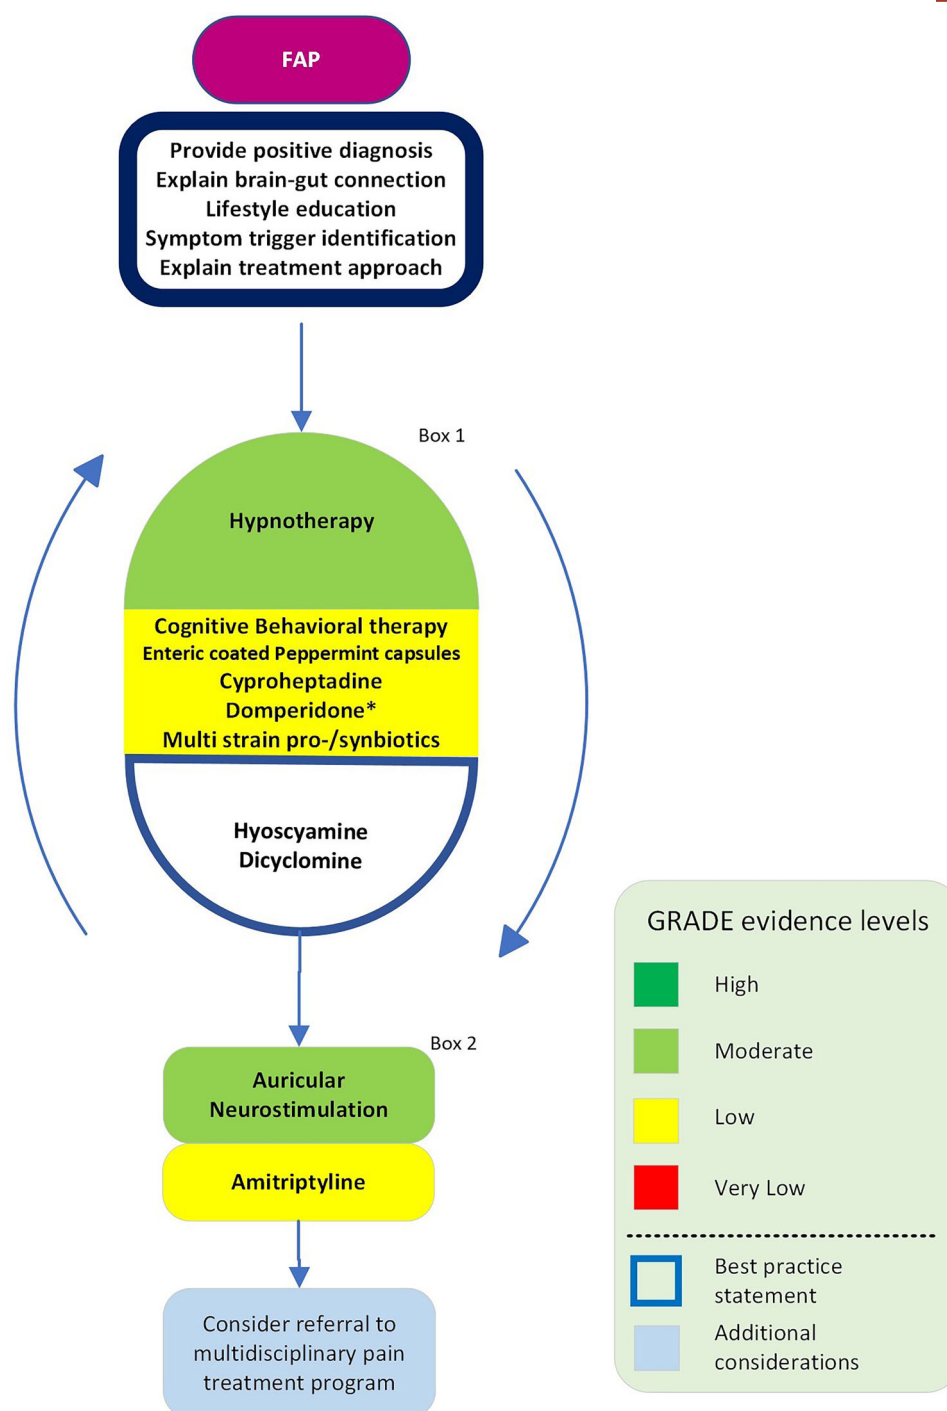 FAP
Provide positive diagnosis
Explain brain-gut connection
Lifestyle education
Symptom trigger identification
Explain treatment approach
Box 1
Hypnotherapy
Cognitive Behavioral therapy
Enteric coated Peppermint capsules
Cyproheptadine
Domperidone*
Multi strain pro-/synbiotics
Hyoscyamine
Dicyclomine
Box 2
Auricular
Neurostimulation
Amitriptyline
Consider referral to
multidisciplinary pain
treatment program
GRADE evidence levels
High
Moderate
Low
Very Low
Best practice
statement
Additional
considerations